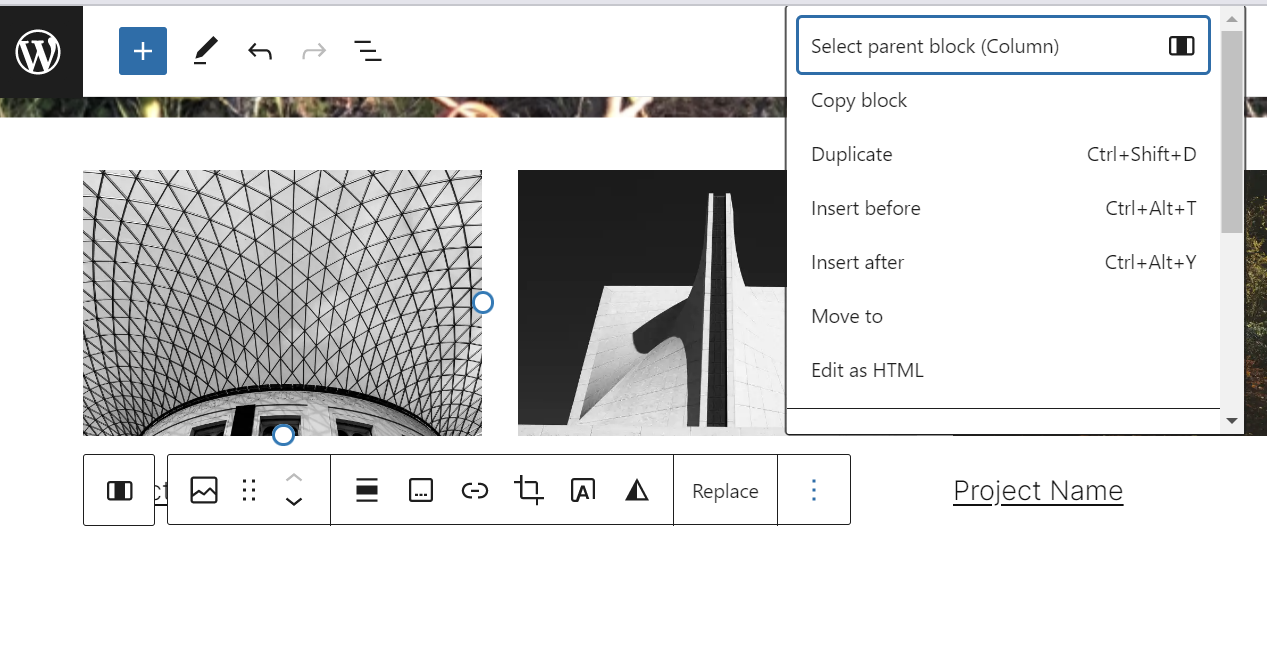 Select parent block (Column)
Copy block
Duplicate Ctrl+Shift+D
Insert before Ctrl+Alt+T
Insert after Ctrl+Alt+Y
Move to
Edit as HTML
ct
Replace
Project Name